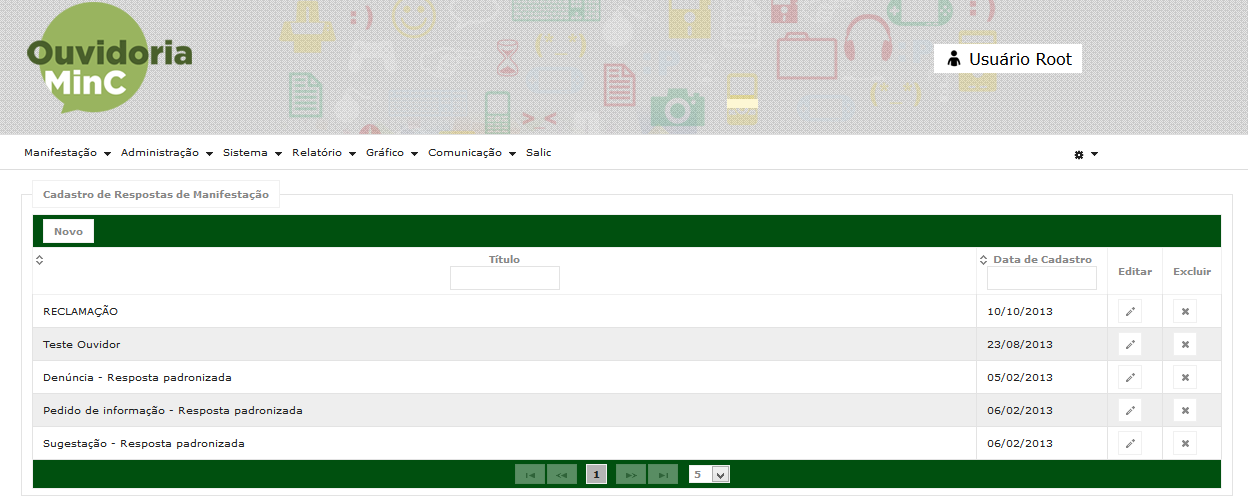 Ouvidoria
MinC
Usuário Root
Manifestação Administração Sistema Relatório Gráfico Comunicação Salic
Cadastro de Respostas de Manifestação
Novo
Título Data de Cadastro Editar Excluir
RECLAMAÇÃO 10/10/2013
Teste Ouvidor 23/08/2013
Denúncia - Resposta padronizada 05/02/2013
Pedido de informação - Resposta padronizada 06/02/2013
Sugestação - Resposta padronizada 06/02/2013
1 5